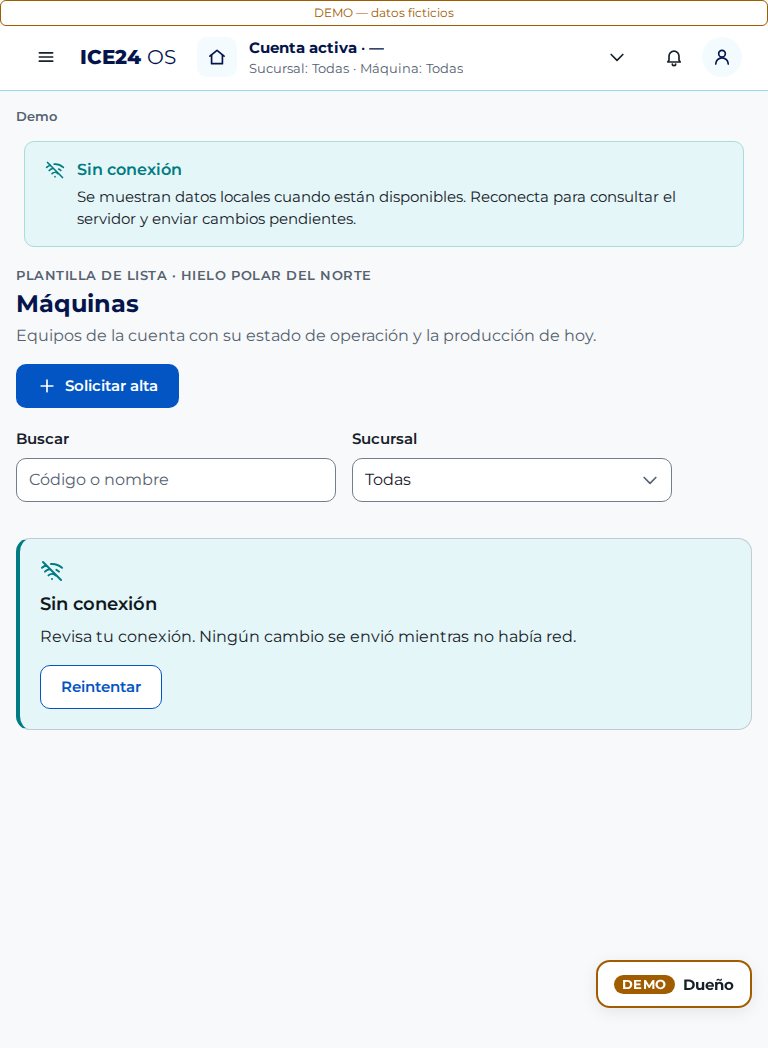 DEMO — datos ficticios
ICE24 OS
Cuenta activa · —
Sucursal: Todas · Máquina: Todas
Demo
Sin conexión
Se muestran datos locales cuando están disponibles. Reconecta para consultar el
servidor y enviar cambios pendientes.
PLANTILLA DE LISTA · HIELO POLAR DEL NORTE
Máquinas
Equipos de la cuenta con su estado de operación y la producción de hoy.
Solicitar alta
Buscar
Sucursal
Código o nombre
Todas
Sin conexión
Revisa tu conexión. Ningún cambio se envió mientras no había red.
Reintentar
DEMO Dueño